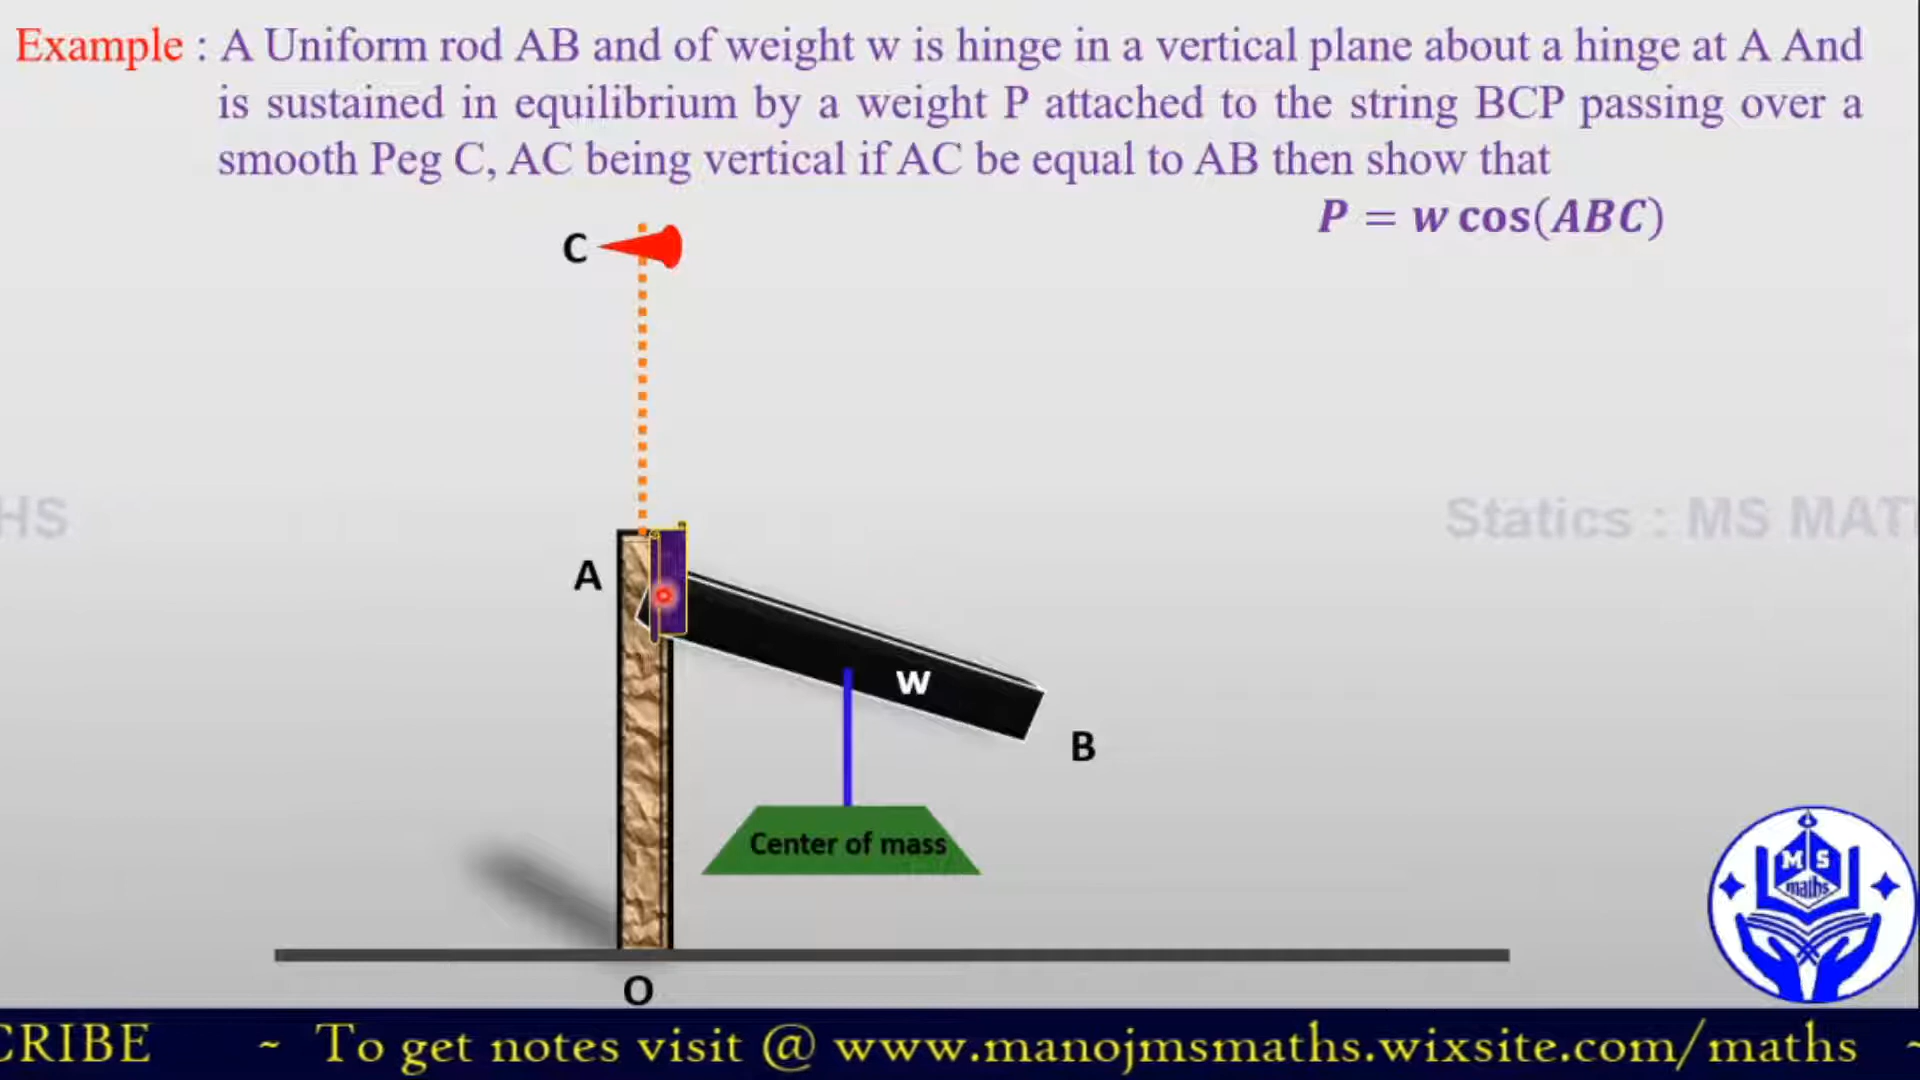 Example : A Uniform rod AB and of weight w is hinge in a vertical plane about a hinge at A And
is sustained in equilibrium by a weight P attached to the string BCP passing over a
smooth Peg C, AC being vertical if AC be equal to AB then show that
P = w cos(ABC)
C
HS
Statics : MS MAT
A
w
B
Center of mass
M S
maths
O
CRIBE ~ To get notes visit @ www.manojmsmaths.wixsite.com/maths ~